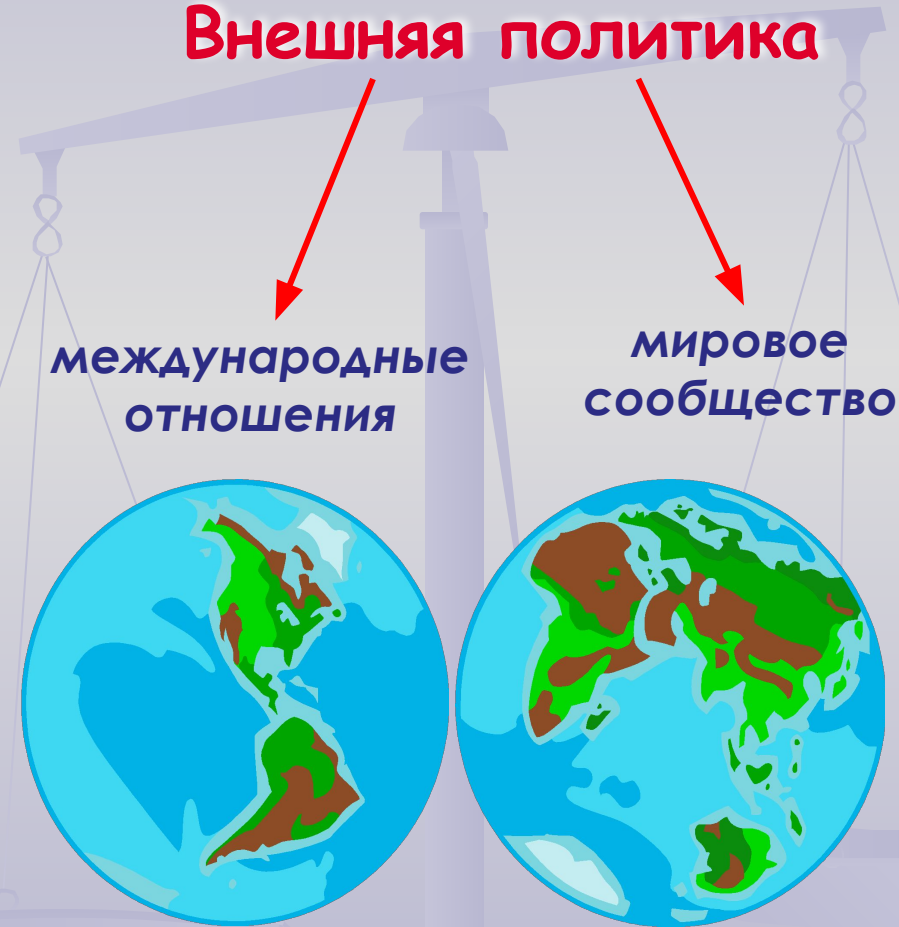 Внешняя политика
международные
отношения
мировое
сообщество